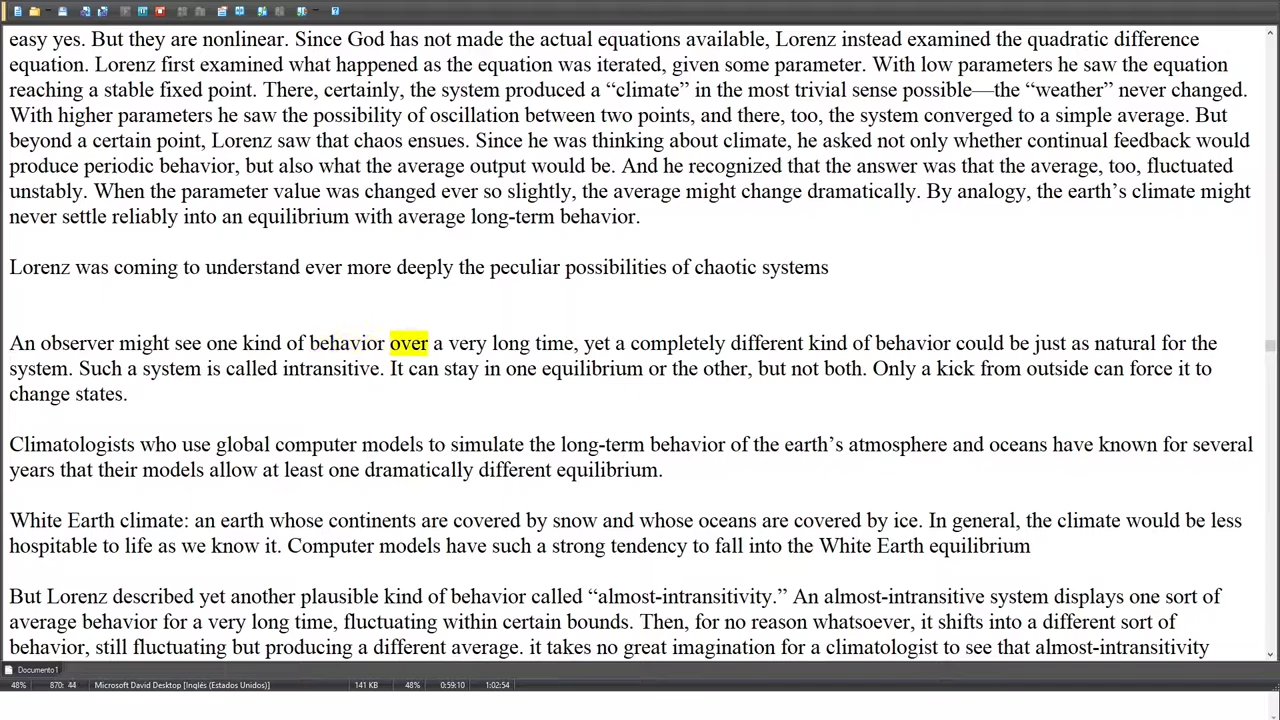 easy yes. But they are nonlinear. Since God has not made the actual equations available, Lorenz instead examined the quadratic difference
equation. Lorenz first examined what happened as the equation was iterated, given some parameter. With low parameters he saw the equation
reaching a stable fixed point. There, certainly, the system produced a “climate” in the most trivial sense possible—the “weather” never changed.
With higher parameters he saw the possibility of oscillation between two points, and there, too, the system converged to a simple average. But
beyond a certain point, Lorenz saw that chaos ensues. Since he was thinking about climate, he asked not only whether continual feedback would
produce periodic behavior, but also what the average output would be. And he recognized that the answer was that the average, too, fluctuated
unstably. When the parameter value was changed ever so slightly, the average might change dramatically. By analogy, the earth’s climate might
never settle reliably into an equilibrium with average long-term behavior.
Lorenz was coming to understand ever more deeply the peculiar possibilities of chaotic systems
An observer might see one kind of behavior over a very long time, yet a completely different kind of behavior could be just as natural for the
system. Such a system is called intransitive. It can stay in one equilibrium or the other, but not both. Only a kick from outside can force it to
change states.
Climatologists who use global computer models to simulate the long-term behavior of the earth’s atmosphere and oceans have known for several
years that their models allow at least one dramatically different equilibrium.
White Earth climate: an earth whose continents are covered by snow and whose oceans are covered by ice. In general, the climate would be less
hospitable to life as we know it. Computer models have such a strong tendency to fall into the White Earth equilibrium
But Lorenz described yet another plausible kind of behavior called “almost-intransitivity.” An almost-intransitive system displays one sort of
average behavior for a very long time, fluctuating within certain bounds. Then, for no reason whatsoever, it shifts into a different sort of
behavior, still fluctuating but producing a different average. it takes no great imagination for a climatologist to see that almost-intransitivity
Documento1
48% 870: 44 Microsoft David Desktop [Inglés (Estados Unidos)] 141 KB 48% 0:59:10 1:02:54